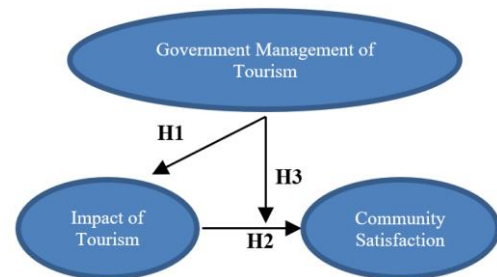 Government Management of
Tourism
H1
H3
Impact of
Tourism
H2
Community
Satisfaction